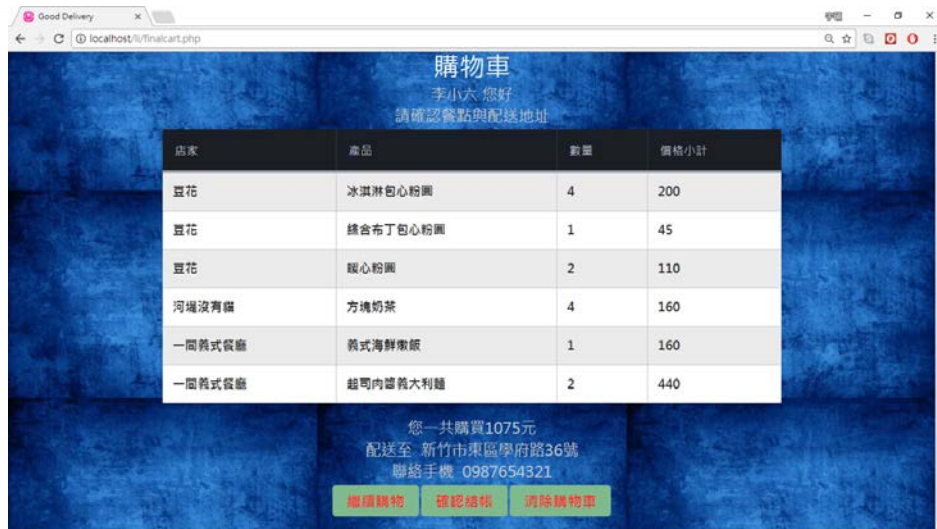 Good Delivery
localhost/li/finalcart.php
購物車
李小六 您好
請確認餐點與配送地址
店家 產品 數量 價格小計
豆花 冰淇淋包心粉圓 4 200
豆花 綜合布丁包心粉圓 1 45
豆花 暖心粉圓 2 110
河堤沒有貓 方塊奶茶 4 160
一間義式餐廳 義式海鮮燉飯 1 160
一間義式餐廳 起司肉醬義大利麵 2 440
您一共購買1075元
配送至 新竹市東區學府路36號
聯絡手機 0987654321
繼續購物 確認結帳 清除購物車